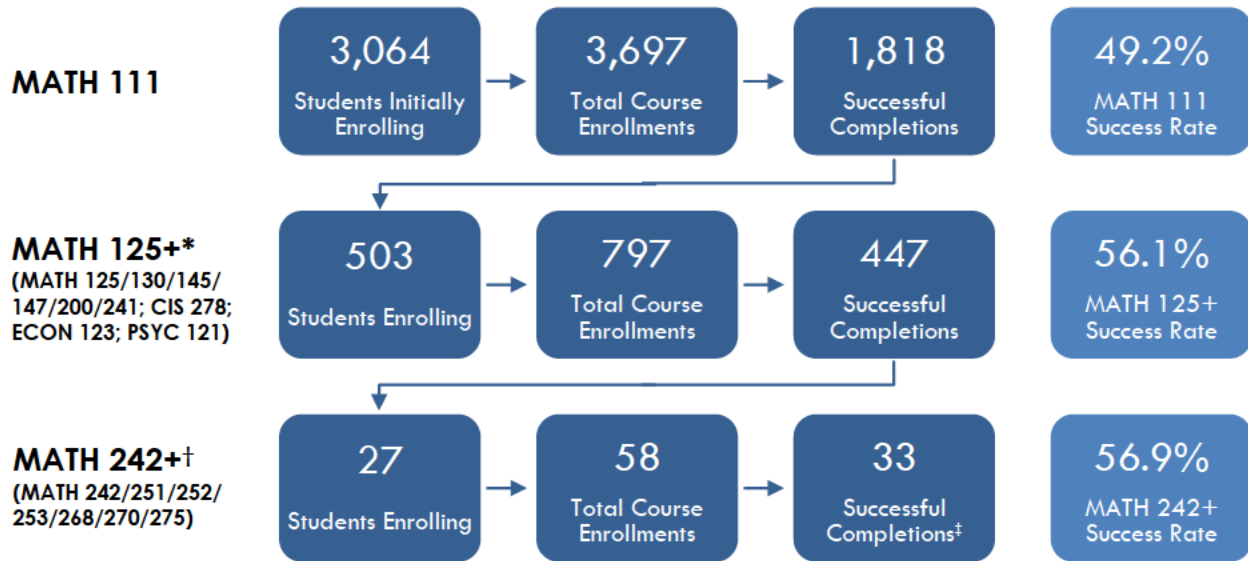 MATH 111
3,064
Students Initially
Enrolling
3,697
Total Course
Enrollments
1,818
Successful
Completions
49.2%
MATH 111
Success Rate
MATH 125+*
(MATH 125/130/145/
147/200/241; CIS 278;
ECON 123; PSYC 121)
503
Students Enrolling
797
Total Course
Enrollments
447
Successful
Completions
56.1%
MATH 125+
Success Rate
MATH 242+†
(MATH 242/251/252/
253/268/270/275)
27
Students Enrolling
58
Total Course
Enrollments
33
Successful
Completions‡
56.9%
MATH 242+
Success Rate